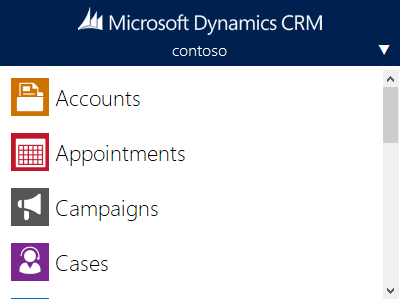 Microsoft Dynamics CRM
contoso
Accounts
Appointments
Campaigns
Cases